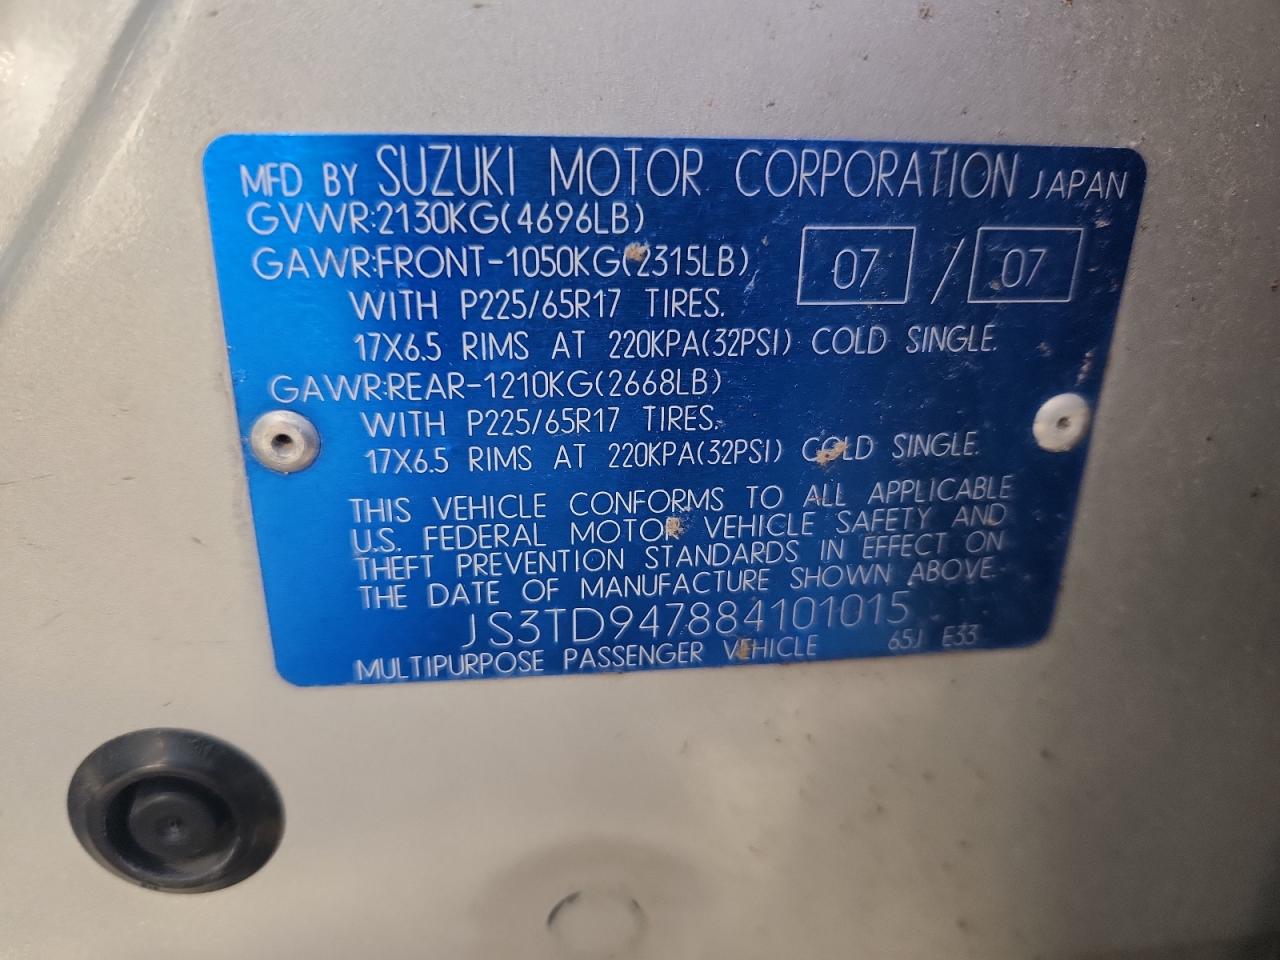 MFD BY SUZUKI MOTOR CORPORATION JAPAN
GVWR:2130KG(4696LB)
GAWR:FRONT-1050KG(2315LB) 07 / 07
WITH P225/65R17 TIRES.
17X6.5 RIMS AT 220KPA(32PSI) COLD SINGLE.
GAWR:REAR-1210KG(2668LB)
WITH P225/65R17 TIRES.
17X6.5 RIMS AT 220KPA(32PSI) COLD SINGLE.
THIS VEHICLE CONFORMS TO ALL APPLICABLE
U.S. FEDERAL MOTOR VEHICLE SAFETY AND
THEFT PREVENTION STANDARDS IN EFFECT ON
THE DATE OF MANUFACTURE SHOWN ABOVE.
JS3TD947884101015
MULTIPURPOSE PASSENGER VEHICLE 65J E33